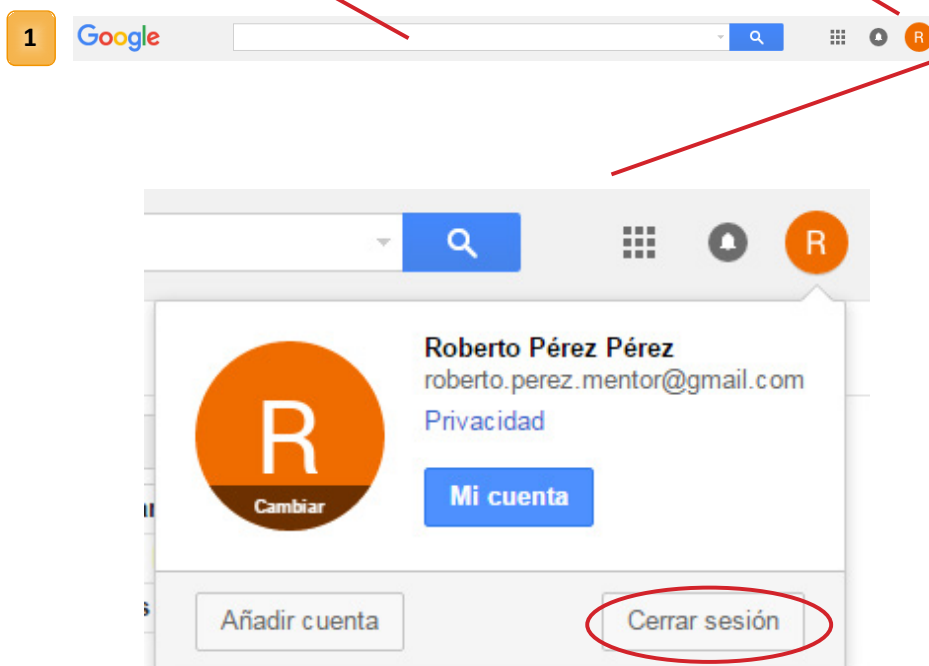 1
Google
R
R
Roberto Pérez Pérez
roberto.perez.mentor@gmail.com
Privacidad
R
Cambiar
Mi cuenta
Añadir cuenta
Cerrar sesión